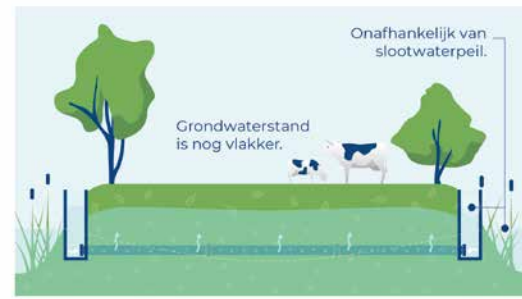 Onafhankelijk van
slootwaterpeil.
Grondwaterstand
is nog vlakker.